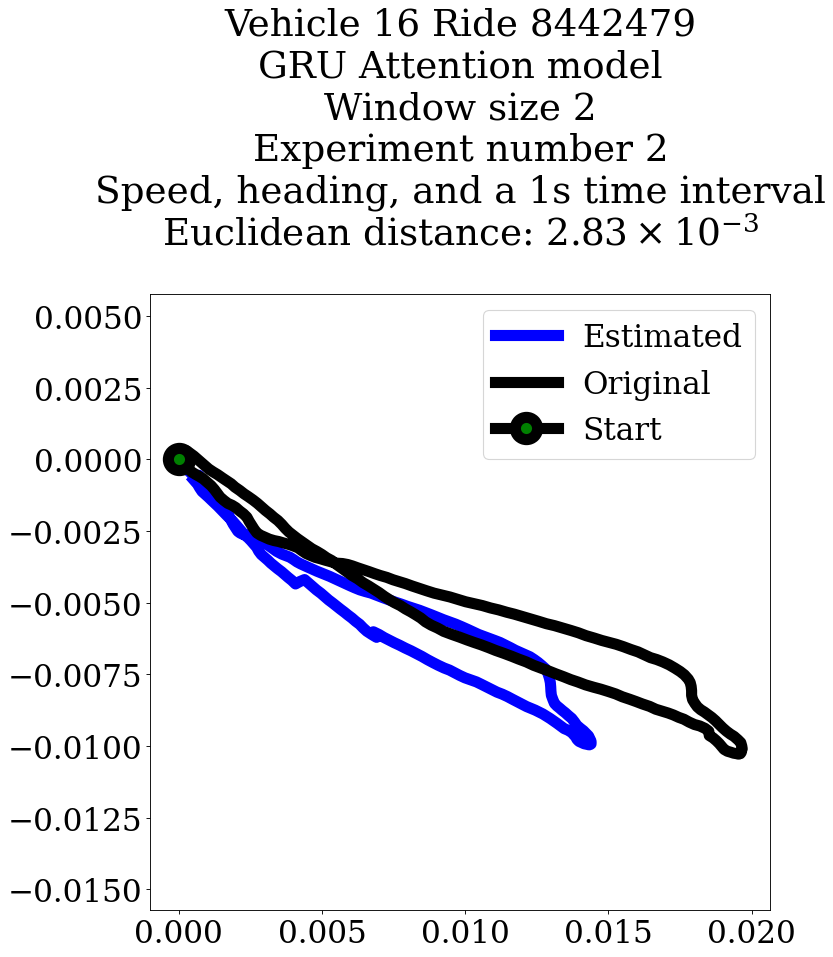 Vehicle 16 Ride 8442479
GRU Attention model
Window size 2
Experiment number 2
Speed, heading, and a 1s time interval
Euclidean distance: 2.83 × 10⁻³
Estimated
Original
Start
0.0050
0.0025
0.0000
−0.0025
−0.0050
−0.0075
−0.0100
−0.0125
−0.0150
0.000 0.005 0.010 0.015 0.020